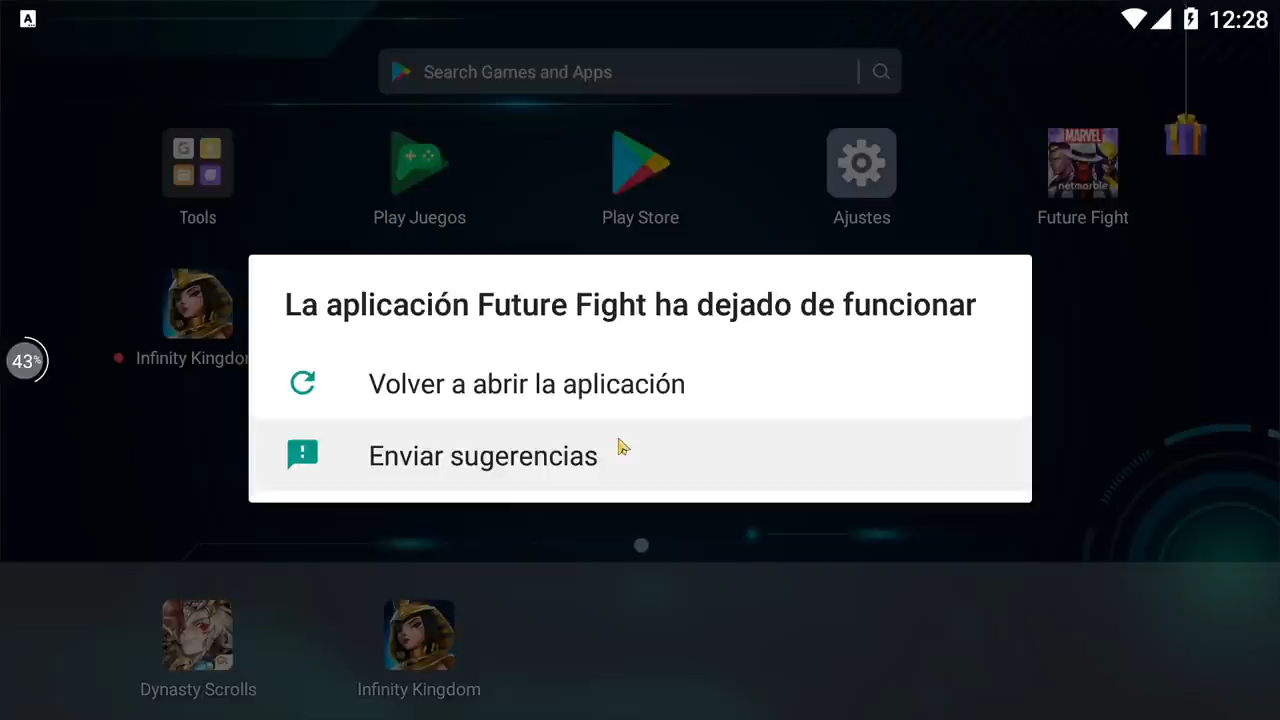 A
12:28
Search Games and Apps
G
Tools
Play Juegos
Play Store
Ajustes
MARVEL
netmarble
Future Fight
La aplicación Future Fight ha dejado de funcionar
Infinity Kingdo
43%
Volver a abrir la aplicación
Enviar sugerencias
Dynasty Scrolls
Infinity Kingdom